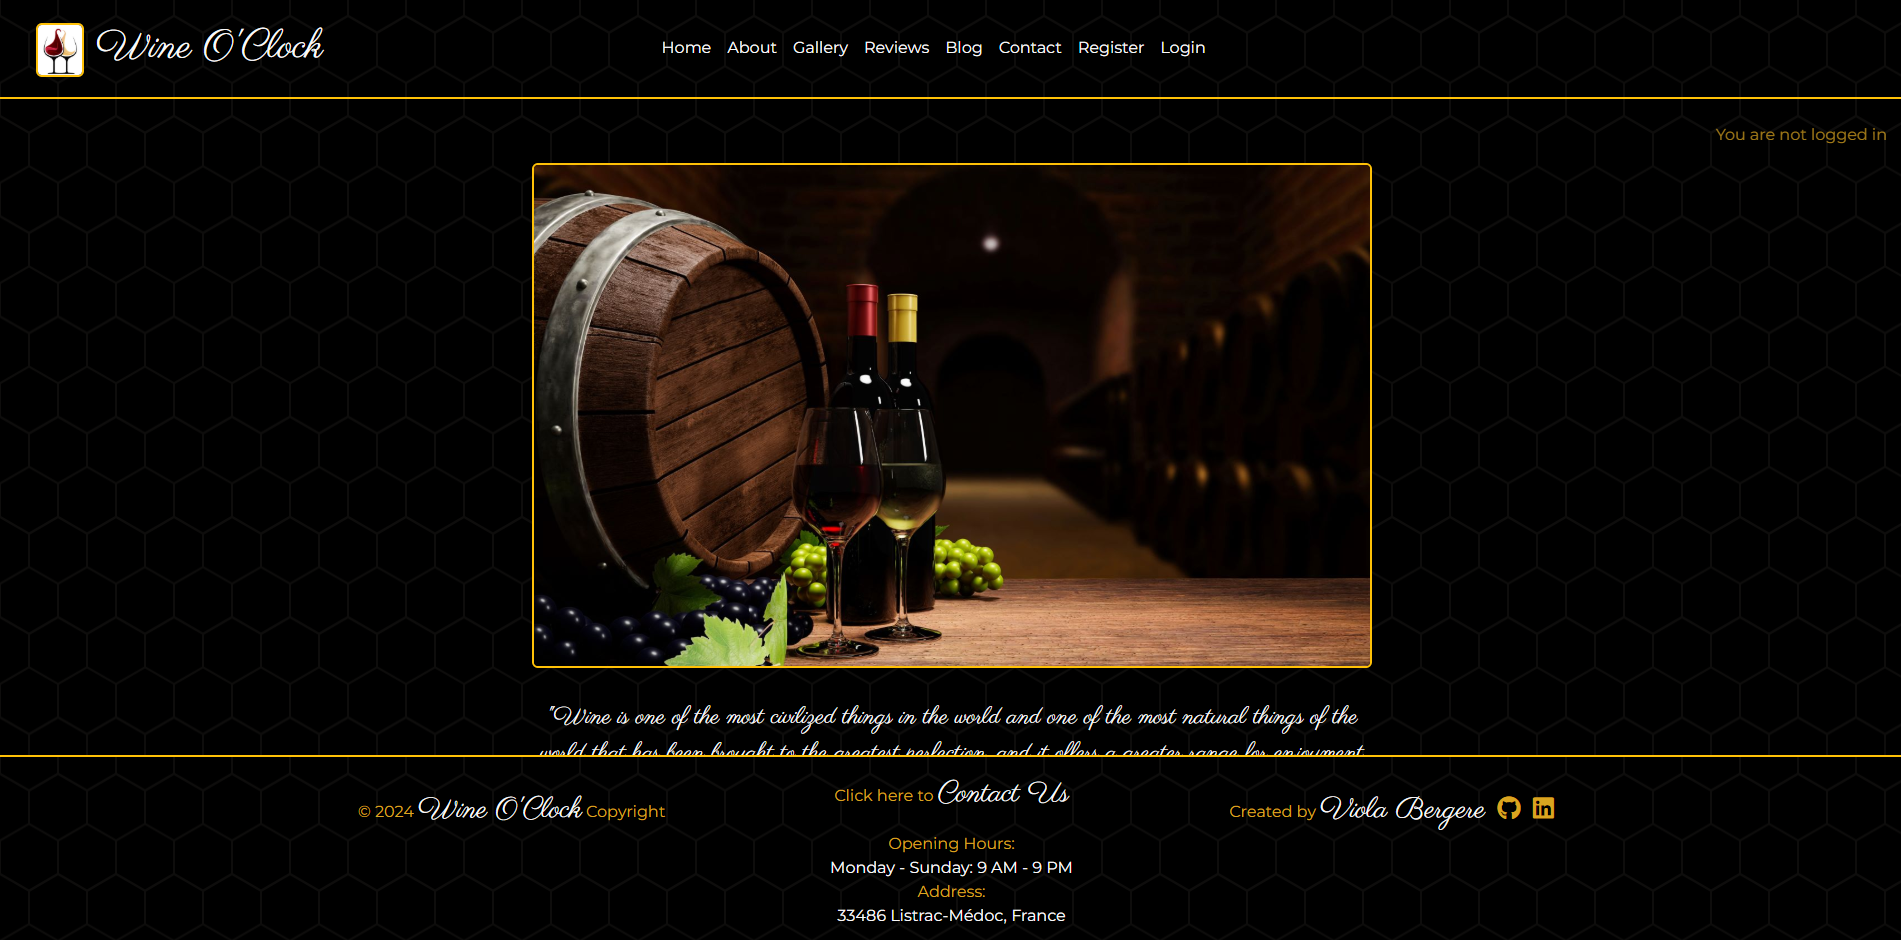 Wine O'Clock
Home About Gallery Reviews Blog Contact Register Login
You are not logged in
"Wine is one of the most civilized things in the world and one of the most natural things of the
world that has been brought to the greatest perfection, and it offers a greater range for enjoyment
© 2024 Wine O'Clock Copyright
Click here to Contact Us
Opening Hours:
Monday - Sunday: 9 AM - 9 PM
Address:
33486 Listrac-Médoc, France
Created by Viola Bergere